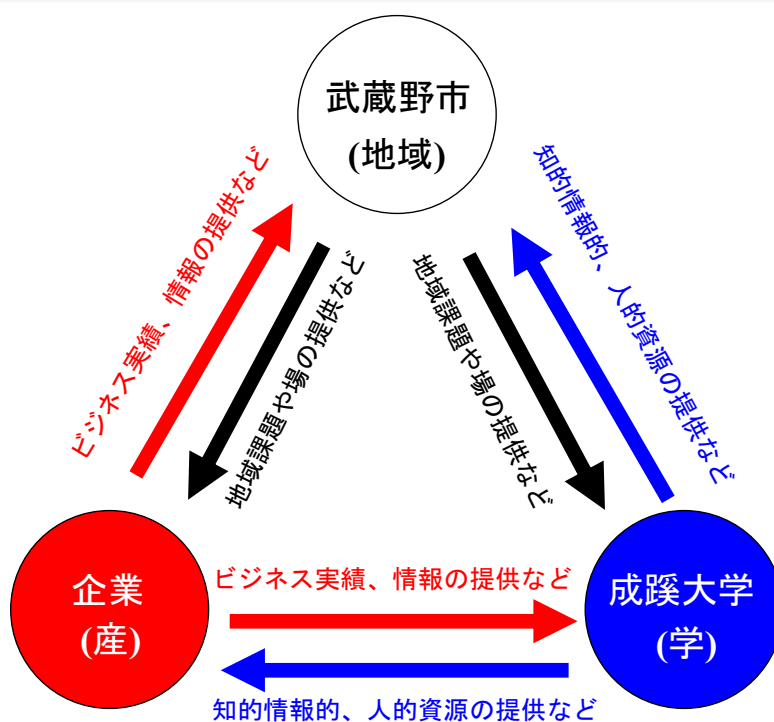 武蔵野市
(地域)
ビジネス実績、情報の提供など
地域課題や場の提供など
地域課題や場の提供など
知的情報的、人的資源の提供など
企業
(産)
ビジネス実績、情報の提供など
知的情報的、人的資源の提供など
成蹊大学
(学)